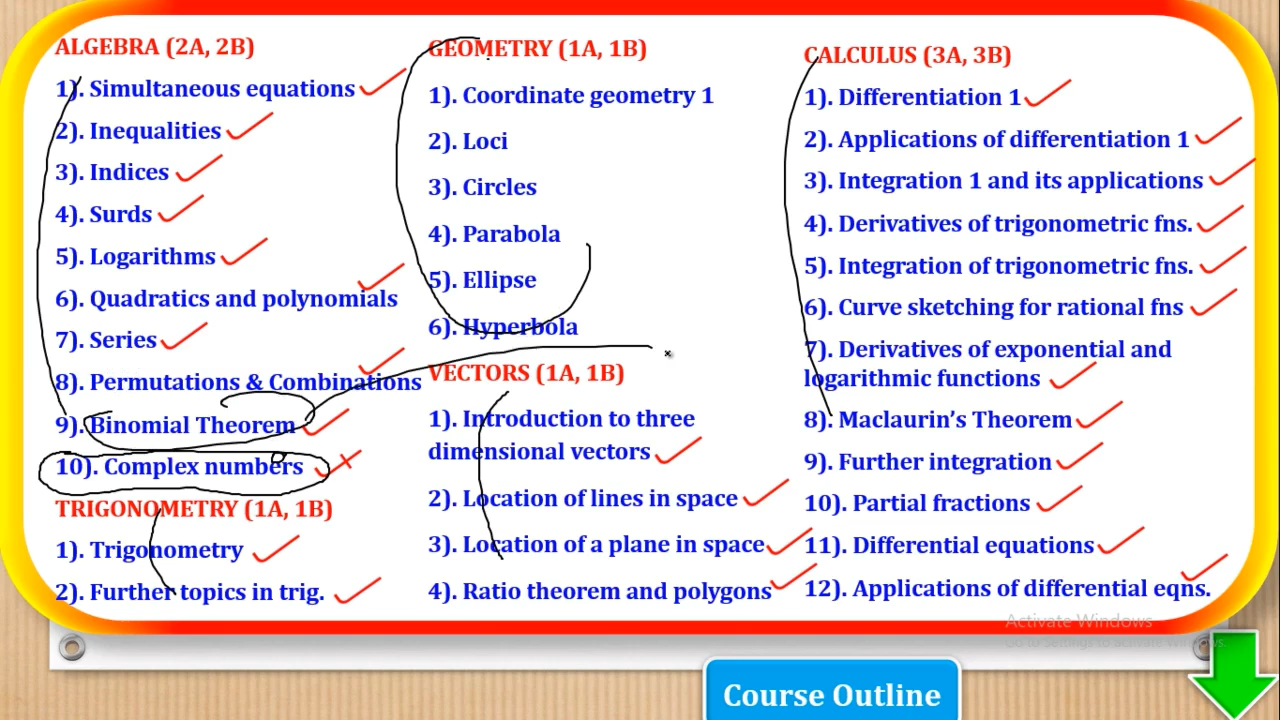 ALGEBRA (2A, 2B)
1). Simultaneous equations
2). Inequalities
3). Indices
4). Surds
5). Logarithms
6). Quadratics and polynomials
7). Series
8). Permutations & Combinations
9). Binomial Theorem
10). Complex numbers
TRIGONOMETRY (1A, 1B)
1). Trigonometry
2). Further topics in trig.
GEOMETRY (1A, 1B)
1). Coordinate geometry 1
2). Loci
3). Circles
4). Parabola
5). Ellipse
6). Hyperbola
VECTORS (1A, 1B)
1). Introduction to three
dimensional vectors
2). Location of lines in space
3). Location of a plane in space
4). Ratio theorem and polygons
CALCULUS (3A, 3B)
1). Differentiation 1
2). Applications of differentiation 1
3). Integration 1 and its applications
4). Derivatives of trigonometric fns.
5). Integration of trigonometric fns.
6). Curve sketching for rational fns
7). Derivatives of exponential and
logarithmic functions
8). Maclaurin's Theorem
9). Further integration
10). Partial fractions
11). Differential equations
12). Applications of differential eqns.
Activate Windows
Go to Settings to activate Windows.
Course Outline